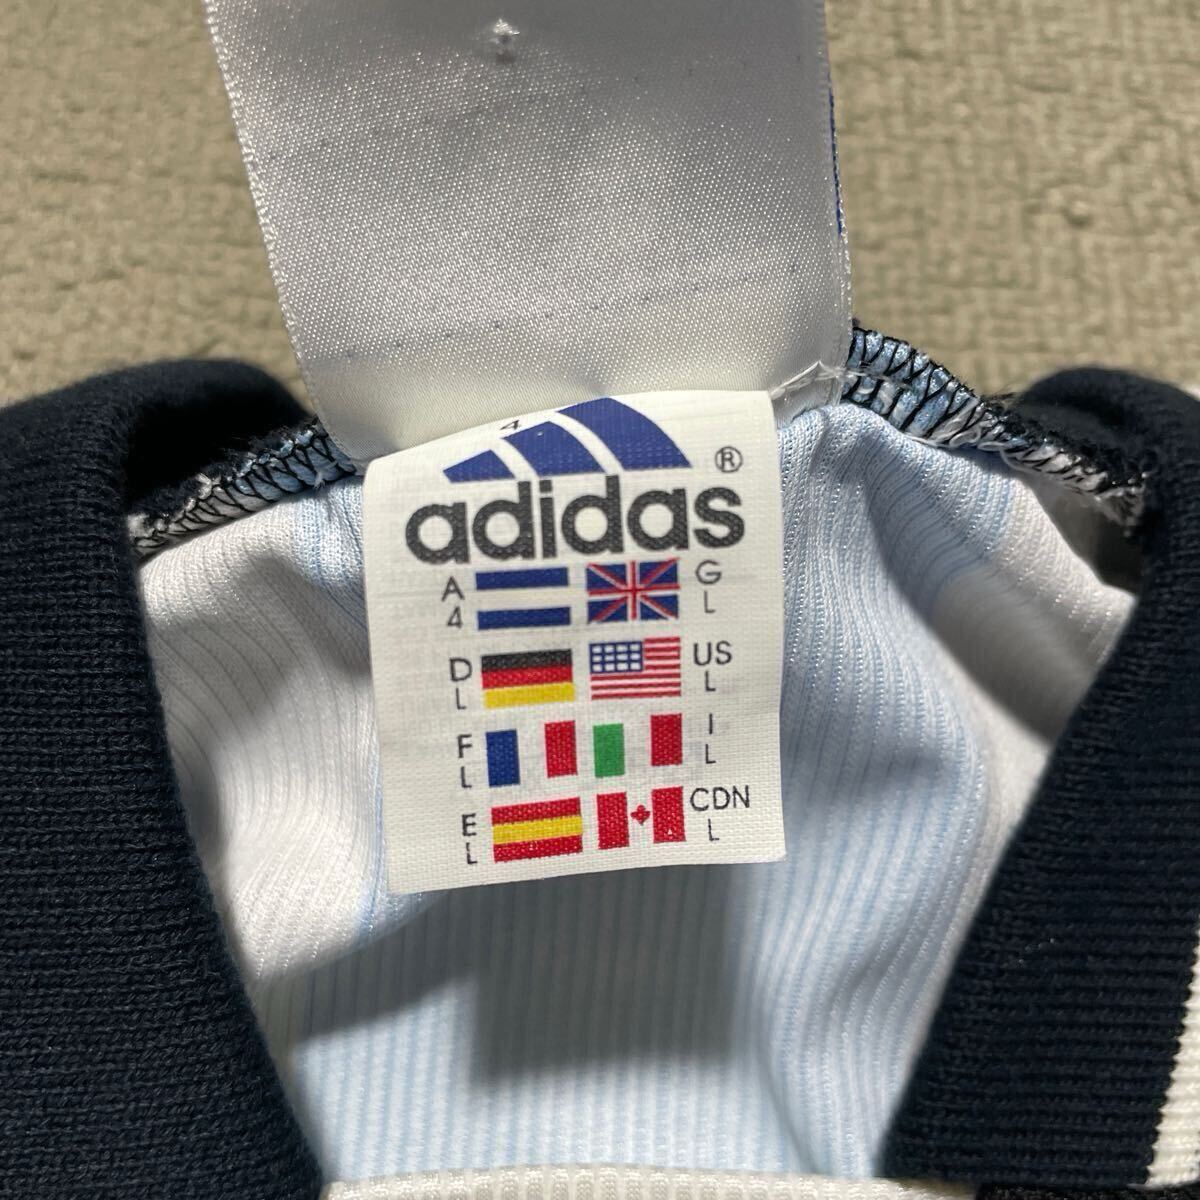 4
adidas ®
A 4 G L
D L US L
F L I L
E L CDN L